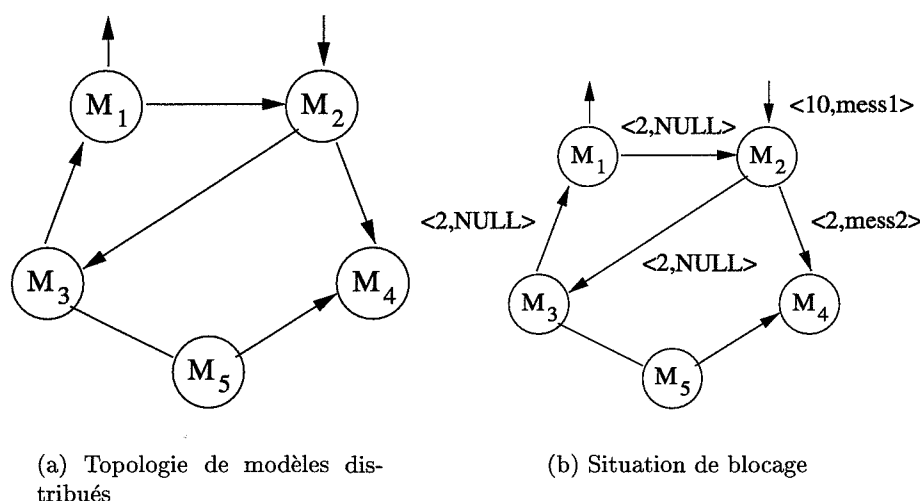 M1
M2
M3
M4
M5
<10,mess1>
<2,NULL>
M1
M2
<2,NULL>
<2,mess2>
<2,NULL>
M3
M4
M5
(a) Topologie de modèles dis-
tribués
(b) Situation de blocage